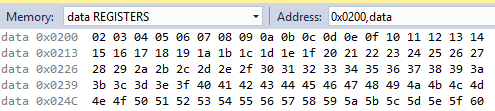 Memory: data REGISTERS Address: 0x0200,data
data 0x0200 02 03 04 05 06 07 08 09 0a 0b 0c 0d 0e 0f 10 11 12 13 14
data 0x0213 15 16 17 18 19 1a 1b 1c 1d 1e 1f 20 21 22 23 24 25 26 27
data 0x0226 28 29 2a 2b 2c 2d 2e 2f 30 31 32 33 34 35 36 37 38 39 3a
data 0x0239 3b 3c 3d 3e 3f 40 41 42 43 44 45 46 47 48 49 4a 4b 4c 4d
data 0x024C 4e 4f 50 51 52 53 54 55 56 57 58 59 5a 5b 5c 5d 5e 5f 60